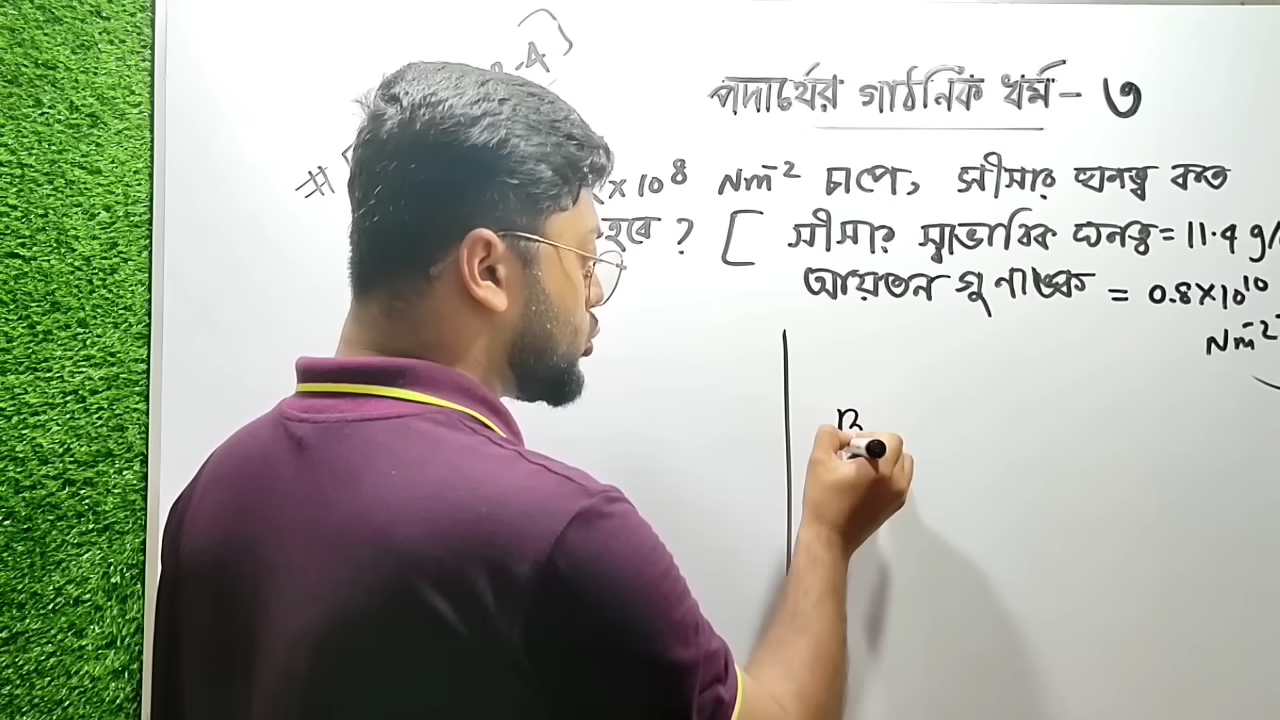 -4)
পদার্থের গাঠনিক ধর্ম - ৩
# × 10⁸ Nm⁻² চাপে, সীসার ঘনত্ব কত
হবে ? [ সীসার স্বাভাবিক ঘনত্ব = 11.4 g/
আয়তন গুণাঙ্ক = 0.8×10¹⁰
Nm⁻²
B